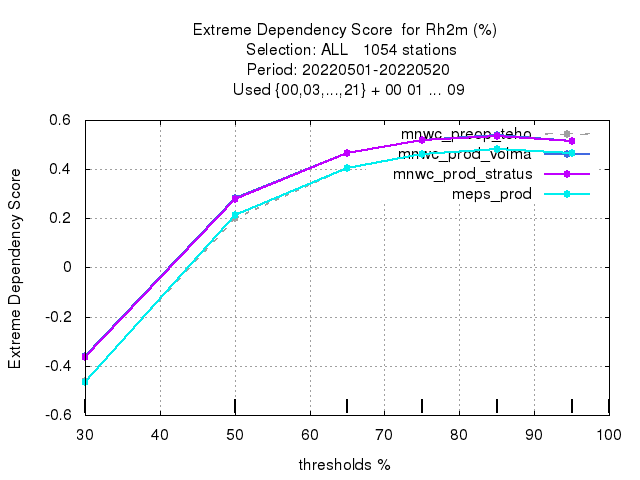 Extreme Dependency Score  for Rh2m (%)
Selection: ALL   1054 stations
Period: 20220501-20220520
Used {00,03,...,21} + 00 01 ... 09
mnwc_preop_teho
mnwc_prod_volma
mnwc_prod_stratus
meps_prod
Extreme Dependency Score
0.6
0.4
0.2
0
-0.2
-0.4
-0.6
30 40 50 60 70 80 90 100
thresholds %